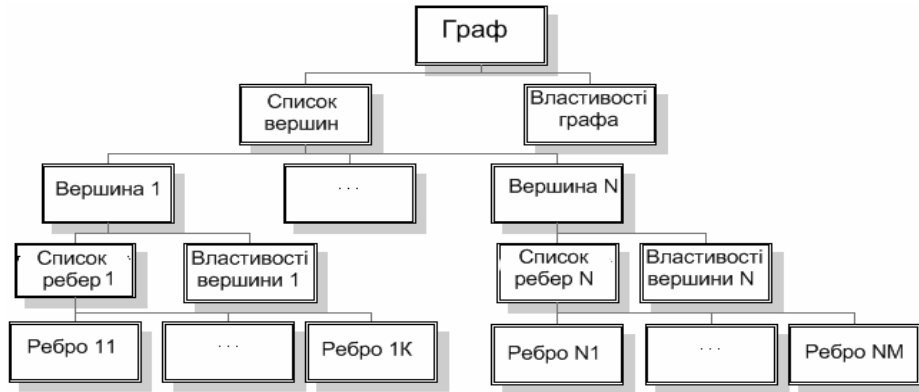 Граф
Список
вершин
Властивості
графа
Вершина 1
. . .
Вершина N
Список
ребер 1
Властивості
вершини 1
Список
ребер N
Властивості
вершини N
Ребро 11
. . .
Ребро 1К
Ребро N1
. . .
Ребро NM